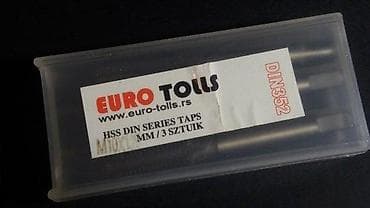 EURO TOLLS
www.euro-tolls.rs
HSS DIN SERIES TAPS
MM / 3 SZTUIK
DIN352